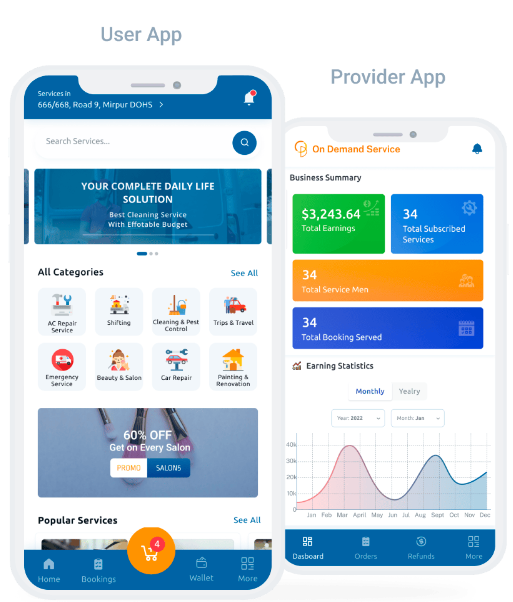 User App
Services in
666/668, Road 9, Mirpur DOHS >
Search Services...
YOUR COMPLETE DAILY LIFE
SOLUTION
Best Cleaning Service
With Effotable Budget
All Categories
See All
AC Repair
Service
Shifting
Cleaning & Pest
Control
Trips & Travel
Emergency
Service
Beauty & Salon
Car Repair
Painting &
Renovation
60% OFF
Get on Every Salon
PROMO
SALON5
Popular Services
See All
4
Home
Bookings
Wallet
More
Provider App
On Demand Service
Business Summary
$3,243.64
Total Earnings
34
Total Subscribed
Services
34
Total Service Men
34
Total Booking Served
Earning Statistics
Monthly
Yealry
Year: 2022
Month: Jan
40k
30k
20k
10k
0
Jan Feb Mar Apr May Jun Jul Aug Sept Oct Nov Dec
Dasboard
Orders
Refunds
More